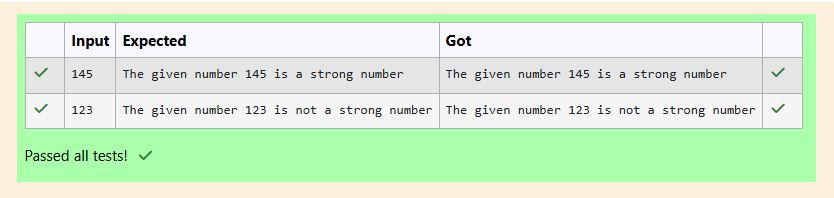 Input Expected Got
145 The given number 145 is a strong number The given number 145 is a strong number
123 The given number 123 is not a strong number The given number 123 is not a strong number
Passed all tests!